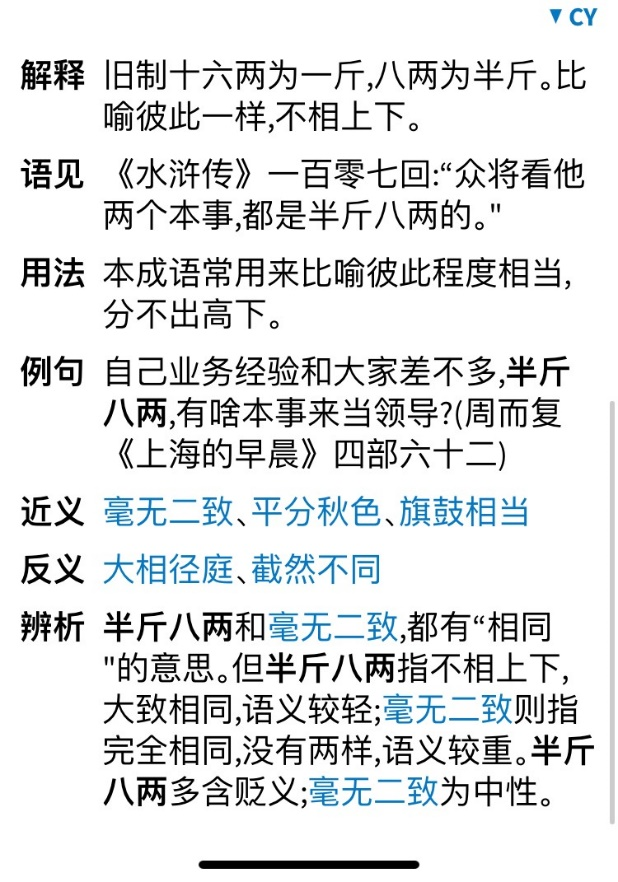 ▼ CY
解释 旧制十六两为一斤,八两为半斤。比
喻彼此一样,不相上下。
语见 《水浒传》一百零七回:“众将看他
两个本事,都是半斤八两的。"
用法 本成语常用来比喻彼此程度相当,
分不出高下。
例句 自己业务经验和大家差不多,半斤
八两,有啥本事来当领导?(周而复
《上海的早晨》四部六十二)
近义 毫无二致、平分秋色、旗鼓相当
反义 大相径庭、截然不同
辨析 半斤八两和毫无二致,都有“相同
"的意思。但半斤八两指不相上下,
大致相同,语义较轻;毫无二致则指
完全相同,没有两样,语义较重。半斤
八两多含贬义;毫无二致为中性。